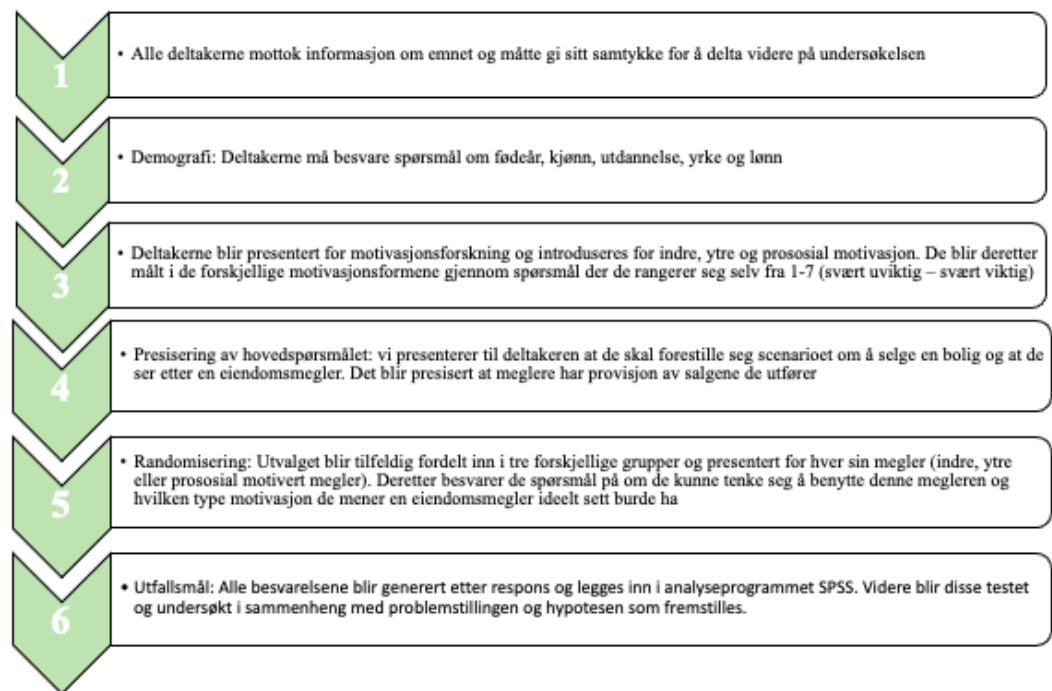 1
• Alle deltakerne mottok informasjon om emnet og måtte gi sitt samtykke for å delta videre på undersøkelsen
2
• Demografi: Deltakerne må besvare spørsmål om fødeår, kjønn, utdannelse, yrke og lønn
3
• Deltakerne blir presentert for motivasjonsforskning og introduseres for indre, ytre og prososial motivasjon. De blir deretter
målt i de forskjellige motivasjonsformene gjennom spørsmål der de rangerer seg selv fra 1-7 (svært uviktig – svært viktig)
4
• Presisering av hovedspørsmålet: vi presenterer til deltakeren at de skal forestille seg scenarioet om å selge en bolig og at de
ser etter en eiendomsmegler. Det blir presisert at meglere har provisjon av salgene de utfører
5
• Randomisering: Utvalget blir tilfeldig fordelt inn i tre forskjellige grupper og presentert for hver sin megler (indre, ytre
eller prososial motivert megler). Deretter besvarer de spørsmål på om de kunne tenke seg å benytte denne megleren og
hvilken type motivasjon de mener en eiendomsmegler ideelt sett burde ha
6
• Utfallsmål: Alle besvarelsene blir generert etter respons og legges inn i analyseprogrammet SPSS. Videre blir disse testet
og undersøkt i sammenheng med problemstillingen og hypotesen som fremstilles.